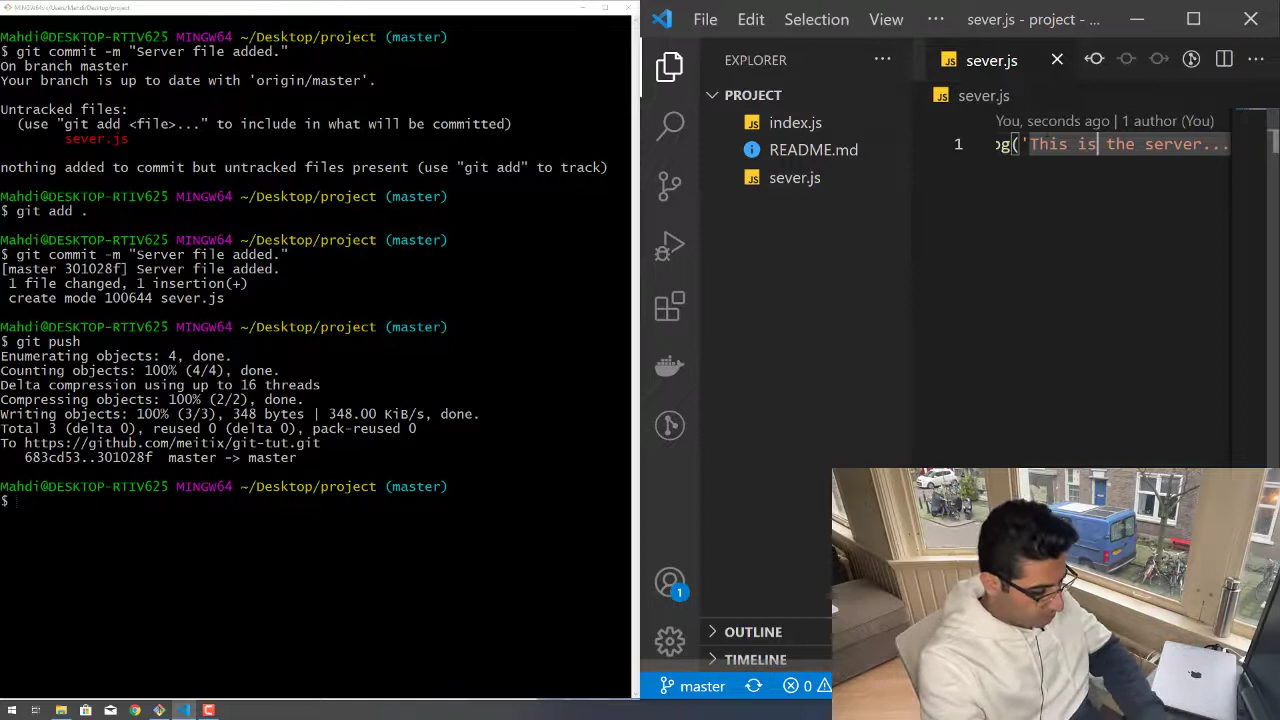 Mahdi@DESKTOP-RTIV625 MINGW64 ~/Desktop/project (master)
$ git commit -m "Server file added."
On branch master
Your branch is up to date with 'origin/master'.
Untracked files:
(use "git add <file>..." to include in what will be committed)
sever.js
nothing added to commit but untracked files present (use "git add" to track)
Mahdi@DESKTOP-RTIV625 MINGW64 ~/Desktop/project (master)
$ git add .
Mahdi@DESKTOP-RTIV625 MINGW64 ~/Desktop/project (master)
$ git commit -m "Server file added."
[master 301028f] Server file added.
1 file changed, 1 insertion(+)
create mode 100644 sever.js
Mahdi@DESKTOP-RTIV625 MINGW64 ~/Desktop/project (master)
$ git push
Enumerating objects: 4, done.
Counting objects: 100% (4/4), done.
Delta compression using up to 16 threads
Compressing objects: 100% (2/2), done.
Writing objects: 100% (3/3), 348 bytes | 348.00 KiB/s, done.
Total 3 (delta 0), reused 0 (delta 0), pack-reused 0
To https://github.com/meitix/git-tut.git
683cd53..301028f master -> master
Mahdi@DESKTOP-RTIV625 MINGW64 ~/Desktop/project (master)
$
File Edit Selection View ··· sever.js - project - ...
EXPLORER ···
PROJECT
JS index.js
README.md
JS sever.js
JS sever.js
JS sever.js
You, seconds ago | 1 author (You)
1 og('This is the server...
1
OUTLINE
TIMELINE
master 0